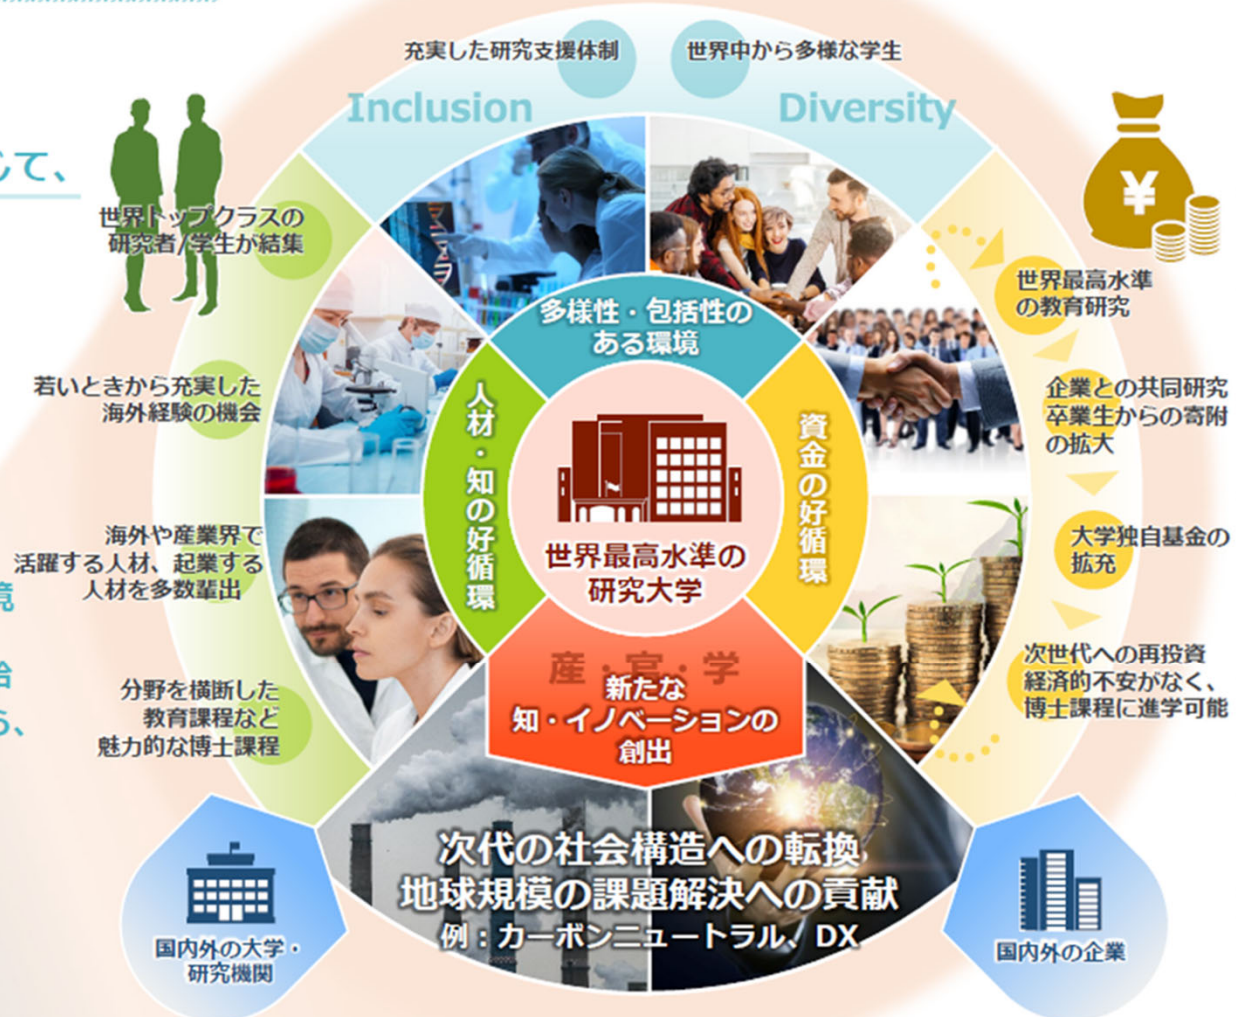 充実した研究支援体制
世界中から多様な学生
Inclusion
Diversity
じて、
世界トップクラスの
研究者/学生が結集
若いときから充実した
海外経験の機会
海外や産業界で
活躍する人材、起業する
人材を多数輩出
境
分野を横断した
教育課程など
魅力的な博士課程
多様性・包括性の
ある環境
人材・知の好循環
資金の好循環
世界最高水準の
研究大学
産・官・学
新たな
知・イノベーションの
創出
¥
世界最高水準
の教育研究
企業との共同研究
卒業生からの寄附
の拡大
大学独自基金の
拡充
次世代への再投資
経済的不安がなく、
博士課程に進学可能
次代の社会構造への転換
地球規模の課題解決への貢献
例：カーボンニュートラル、DX
国内外の大学・
研究機関
国内外の企業